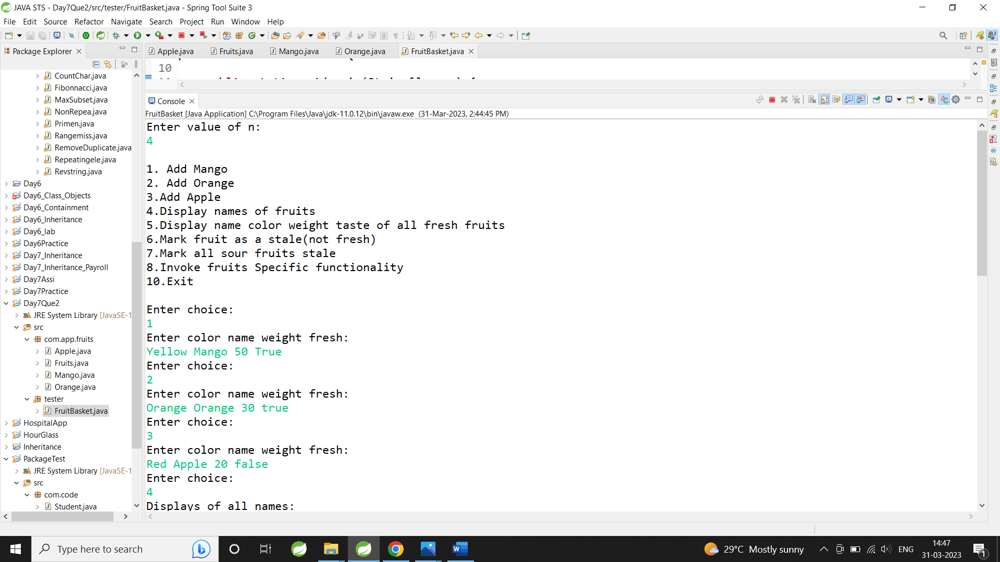 JAVA STS - Day7Que2/src/tester/FruitBasket.java - Spring Tool Suite 3
File Edit Source Refactor Navigate Search Project Run Window Help
Package Explorer
Apple.java Fruits.java Mango.java Orange.java FruitBasket.java
10
CountChar.java
Fibonnacci.java
MaxSubset.java
NonRepea.java
Primen.java
Rangemiss.java
RemoveDuplicate.java
Repeatingele.java
Revstring.java
Day6
Day6_Class_Objects
Day6_Containment
Day6_Inheritance
Day6_lab
Day6Practice
Day7_Inheritance
Day7_Inheritance_Payroll
Day7Assi
Day7Practice
Day7Que2
JRE System Library [JavaSE-1
src
com.app.fruits
Apple.java
Fruits.java
Mango.java
Orange.java
tester
FruitBasket.java
HospitalApp
HourGlass
Inheritance
PackageTest
JRE System Library [JavaSE-1
src
com.code
Student.java
Console
FruitBasket [Java Application] C:\Program Files\Java\jdk-11.0.12\bin\javaw.exe (31-Mar-2023, 2:44:45 PM)
Enter value of n:
4
1. Add Mango
2. Add Orange
3.Add Apple
4.Display names of fruits
5.Display name color weight taste of all fresh fruits
6.Mark fruit as a stale(not fresh)
7.Mark all sour fruits stale
8.Invoke fruits Specific functionality
10.Exit
Enter choice:
1
Enter color name weight fresh:
Yellow Mango 50 True
Enter choice:
2
Enter color name weight fresh:
Orange Orange 30 true
Enter choice:
3
Enter color name weight fresh:
Red Apple 20 false
Enter choice:
4
Displays of all names:
Type here to search
29°C Mostly sunny
ENG
14:47
31-03-2023
1